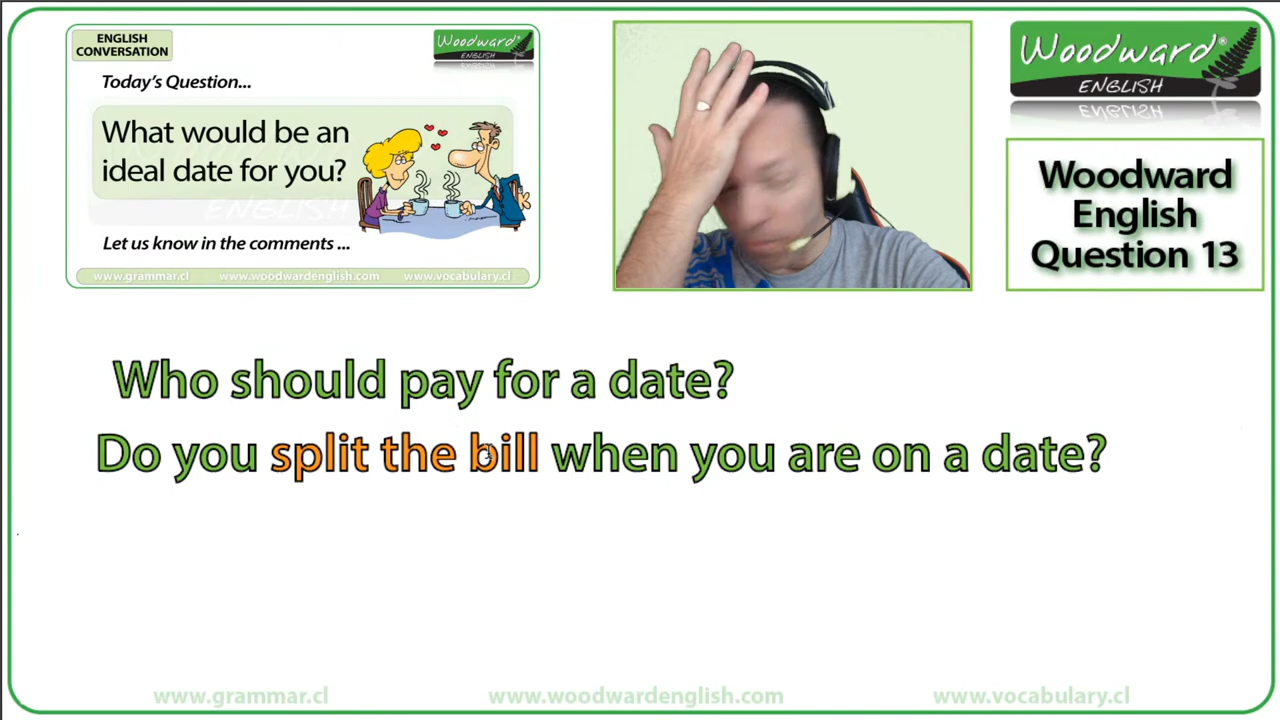 ENGLISH
CONVERSATION
Woodward
ENGLISH
Today's Question...
What would be an
ideal date for you?
Let us know in the comments ...
www.grammar.cl www.woodwardenglish.com www.vocabulary.cl
Woodward®
ENGLISH
Woodward
English
Question 13
Who should pay for a date?
Do you split the bill when you are on a date?
www.grammar.cl www.woodwardenglish.com www.vocabulary.cl